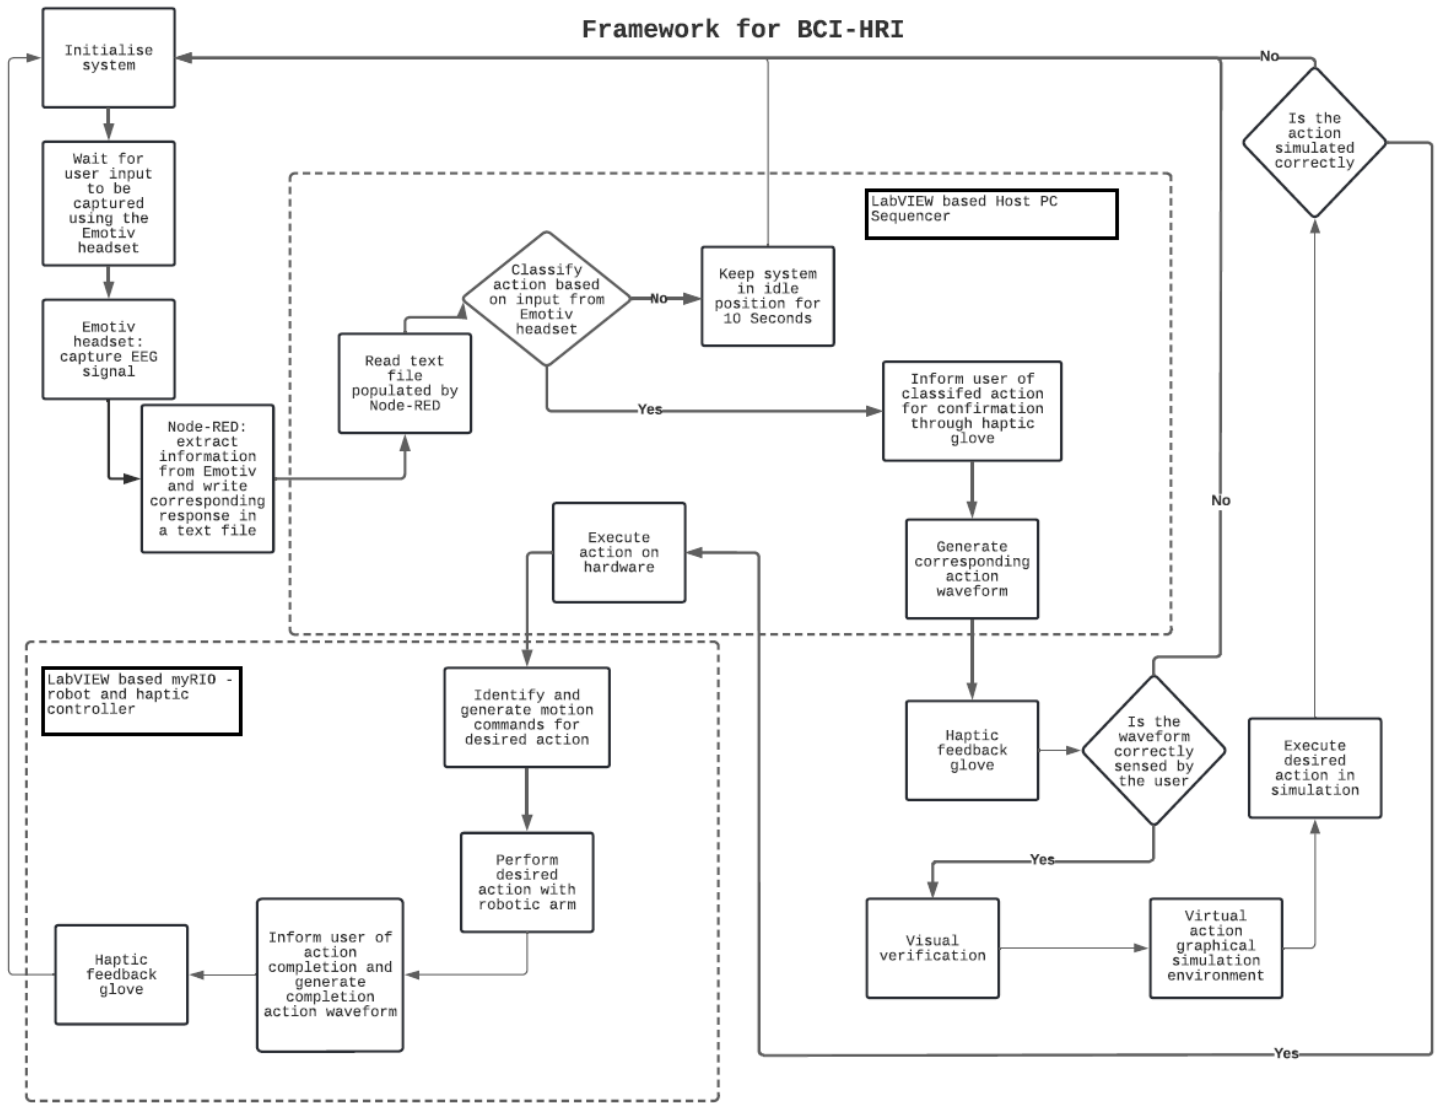 Framework for BCI-HRI
Initialise
system
No
Is the
action
simulated
correctly
Wait for
user input
to be
captured
using the
Emotiv
headset
LabVIEW based Host PC
Sequencer
Classify
action based
on input from
Emotiv
headset
No
Keep system
in idle
position for
10 Seconds
Emotiv
headset:
capture EEG
signal
Read text
file
populated by
Node-RED
Yes
Inform user of
classifed action
for confirmation
through haptic
glove
Node-RED:
extract
information
from Emotiv
and write
corresponding
response in
a text file
No
Execute
action on
hardware
Generate
corresponding
action
waveform
LabVIEW based myRIO -
robot and haptic
controller
Identify and
generate motion
commands for
desired action
Haptic
feedback
glove
Is the
waveform
correctly
sensed by
the user
Execute
desired
action in
simulation
Yes
Perform
desired
action with
robotic arm
Visual
verification
Virtual
action
graphical
simulation
environment
Inform user of
action
completion and
generate
completion
action waveform
Haptic
feedback
glove
Yes